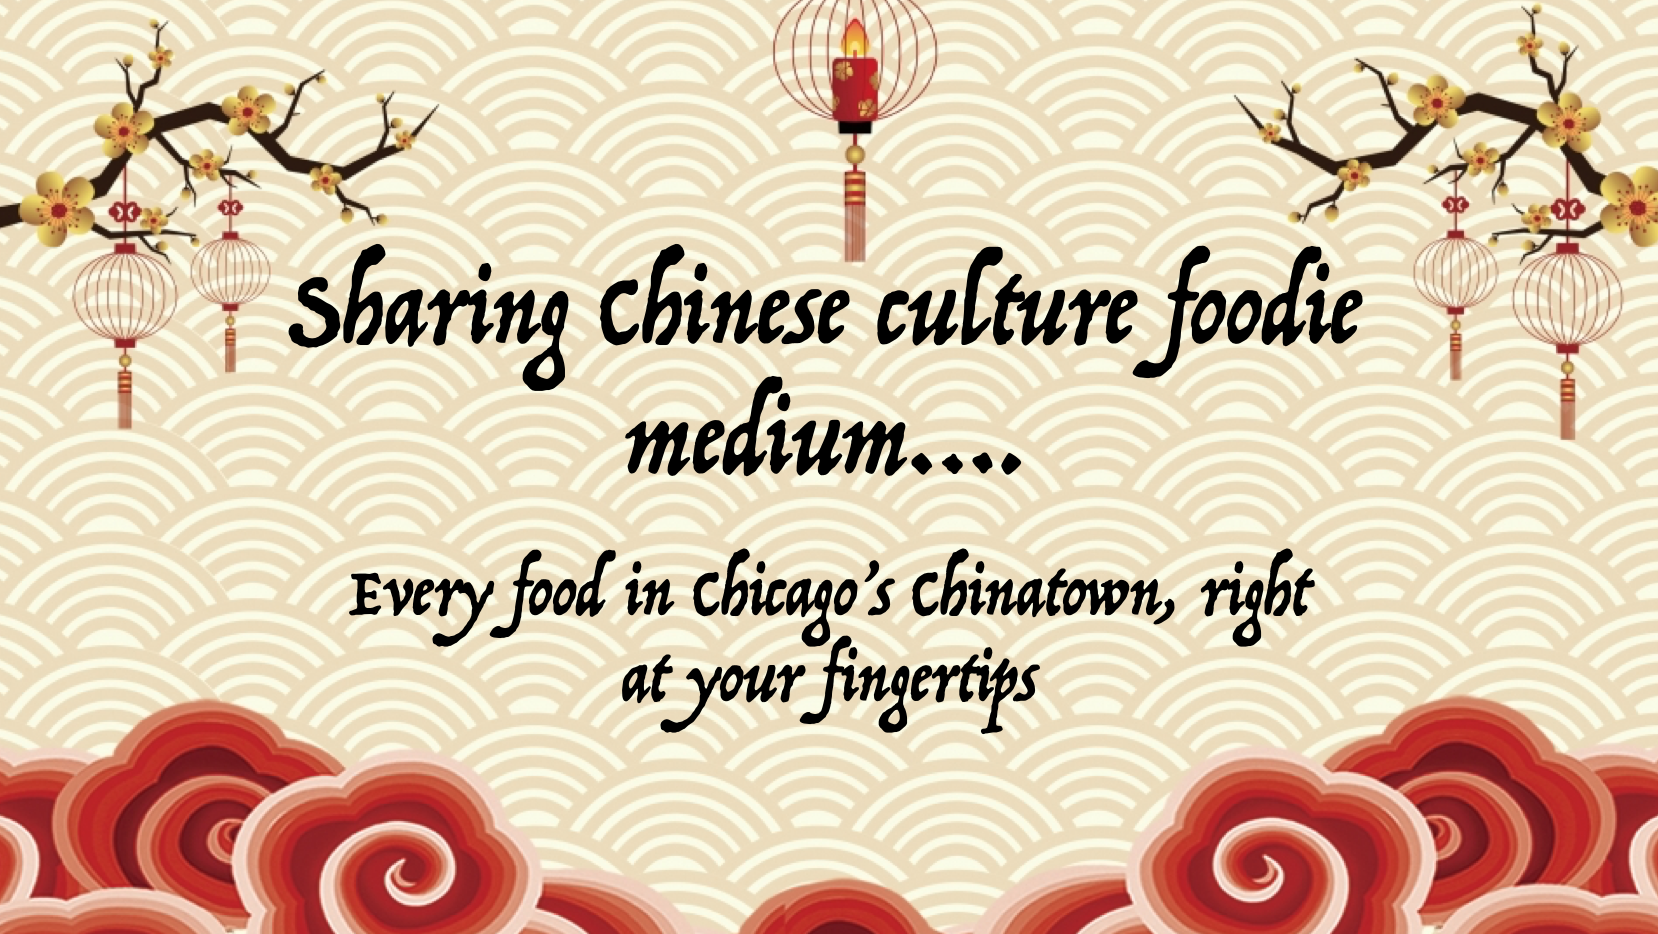 Sharing Chinese culture foodie
medium....
Every food in Chicago's Chinatown, right
at your fingertips